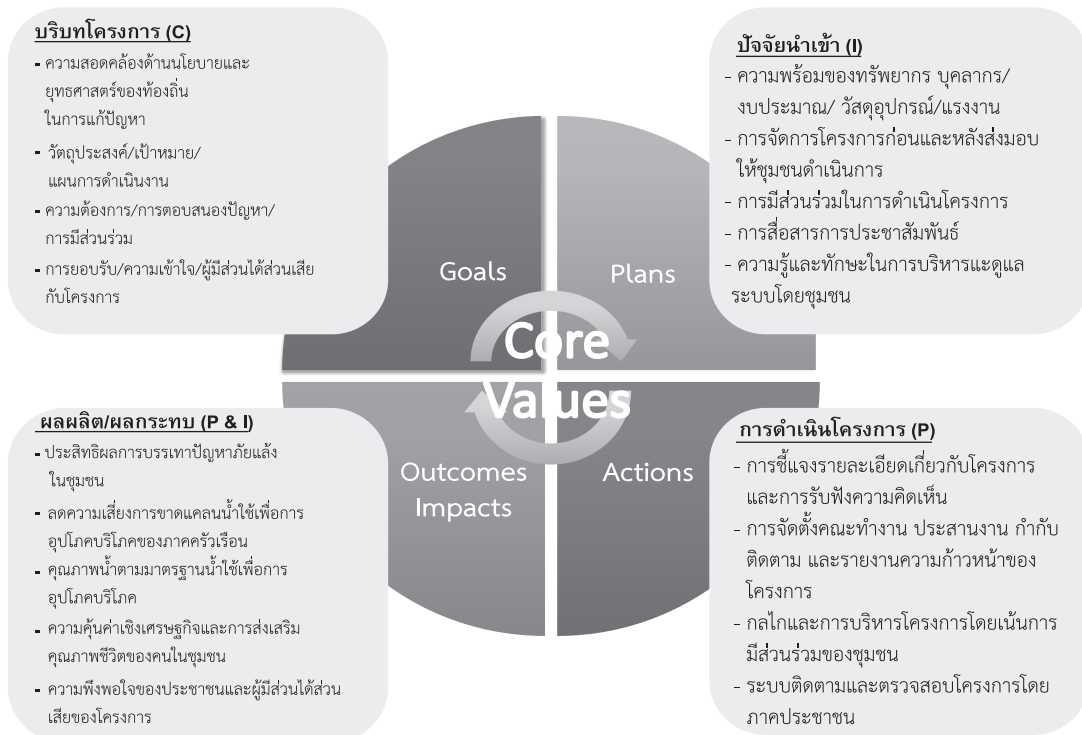 บริบทโครงการ (C)
- ความสอดคล้องด้านนโยบายและ
ยุทธศาสตร์ของท้องถิ่น
ในการแก้ปัญหา
- วัตถุประสงค์/เป้าหมาย/
แผนการดำเนินงาน
- ความต้องการ/การตอบสนองปัญหา/
การมีส่วนร่วม
- การยอบรับ/ความเข้าใจ/ผู้มีส่วนได้ส่วนเสีย
กับโครงการ
ปัจจัยนำเข้า (I)
- ความพร้อมของทรัพยากร บุคลากร/
งบประมาณ/ วัสดุอุปกรณ์/แรงงาน
- การจัดการโครงการก่อนและหลังส่งมอบ
ให้ชุมชนดำเนินการ
- การมีส่วนร่วมในการดำเนินโครงการ
- การสื่อสารการประชาสัมพันธ์
- ความรู้และทักษะในการบริหารแะดูแล
ระบบโดยชุมชน
Goals
Plans
Core
Values
Outcomes
Impacts
Actions
ผลผลิต/ผลกระทบ (P & I)
- ประสิทธิผลการบรรเทาปัญหาภัยแล้ง
ในชุมชน
- ลดความเสี่ยงการขาดแคลนน้ำใช้เพื่อการ
อุปโภคบริโภคของภาคครัวเรือน
- คุณภาพน้ำตามมาตรฐานน้ำใช้เพื่อการ
อุปโภคบริโภค
- ความคุ้นค่าเชิงเศรษฐกิจและการส่งเสริม
คุณภาพชีวิตของคนในชุมชน
- ความพึงพอใจของประชาชนและผู้มีส่วนได้ส่วน
เสียของโครงการ
การดำเนินโครงการ (P)
- การชี้แจงรายละเอียดเกี่ยวกับโครงการ
และการรับฟังความคิดเห็น
- การจัดตั้งคณะทำงาน ประสานงาน กำกับ
ติดตาม และรายงานความก้าวหน้าของ
โครงการ
- กลไกและการบริหารโครงการโดยเน้นการ
มีส่วนร่วมของชุมชน
- ระบบติดตามและตรวจสอบโครงการโดย
ภาคประชาชน